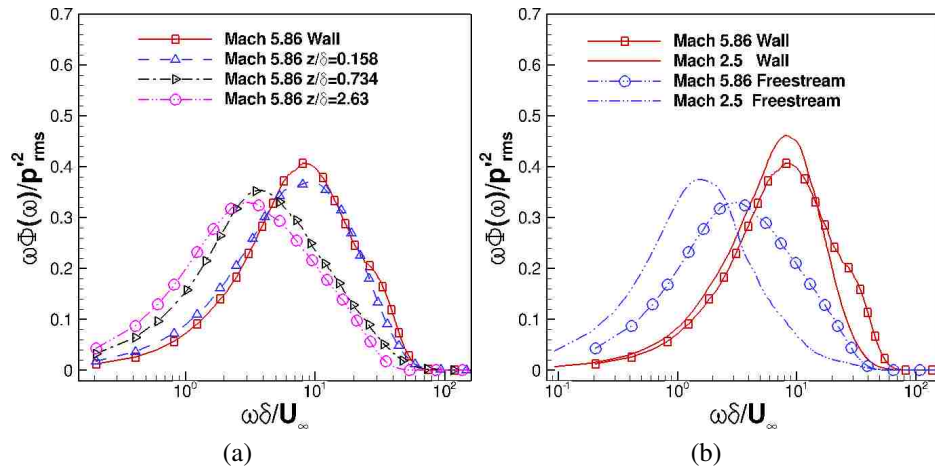 0.7
0.6
0.5
0.4
0.3
0.2
0.1
0
ωΦ(ω)/p'²rms
Mach 5.86 Wall
Mach 5.86 z/δ=0.158
Mach 5.86 z/δ=0.734
Mach 5.86 z/δ=2.63
10⁰ 10¹ 10²
ωδ/U∞
(a)
0.7
0.6
0.5
0.4
0.3
0.2
0.1
0
ωΦ(ω)/p'²rms
Mach 5.86 Wall
Mach 2.5 Wall
Mach 5.86 Freestream
Mach 2.5 Freestream
10⁻¹ 10⁰ 10¹ 10²
ωδ/U∞
(b)